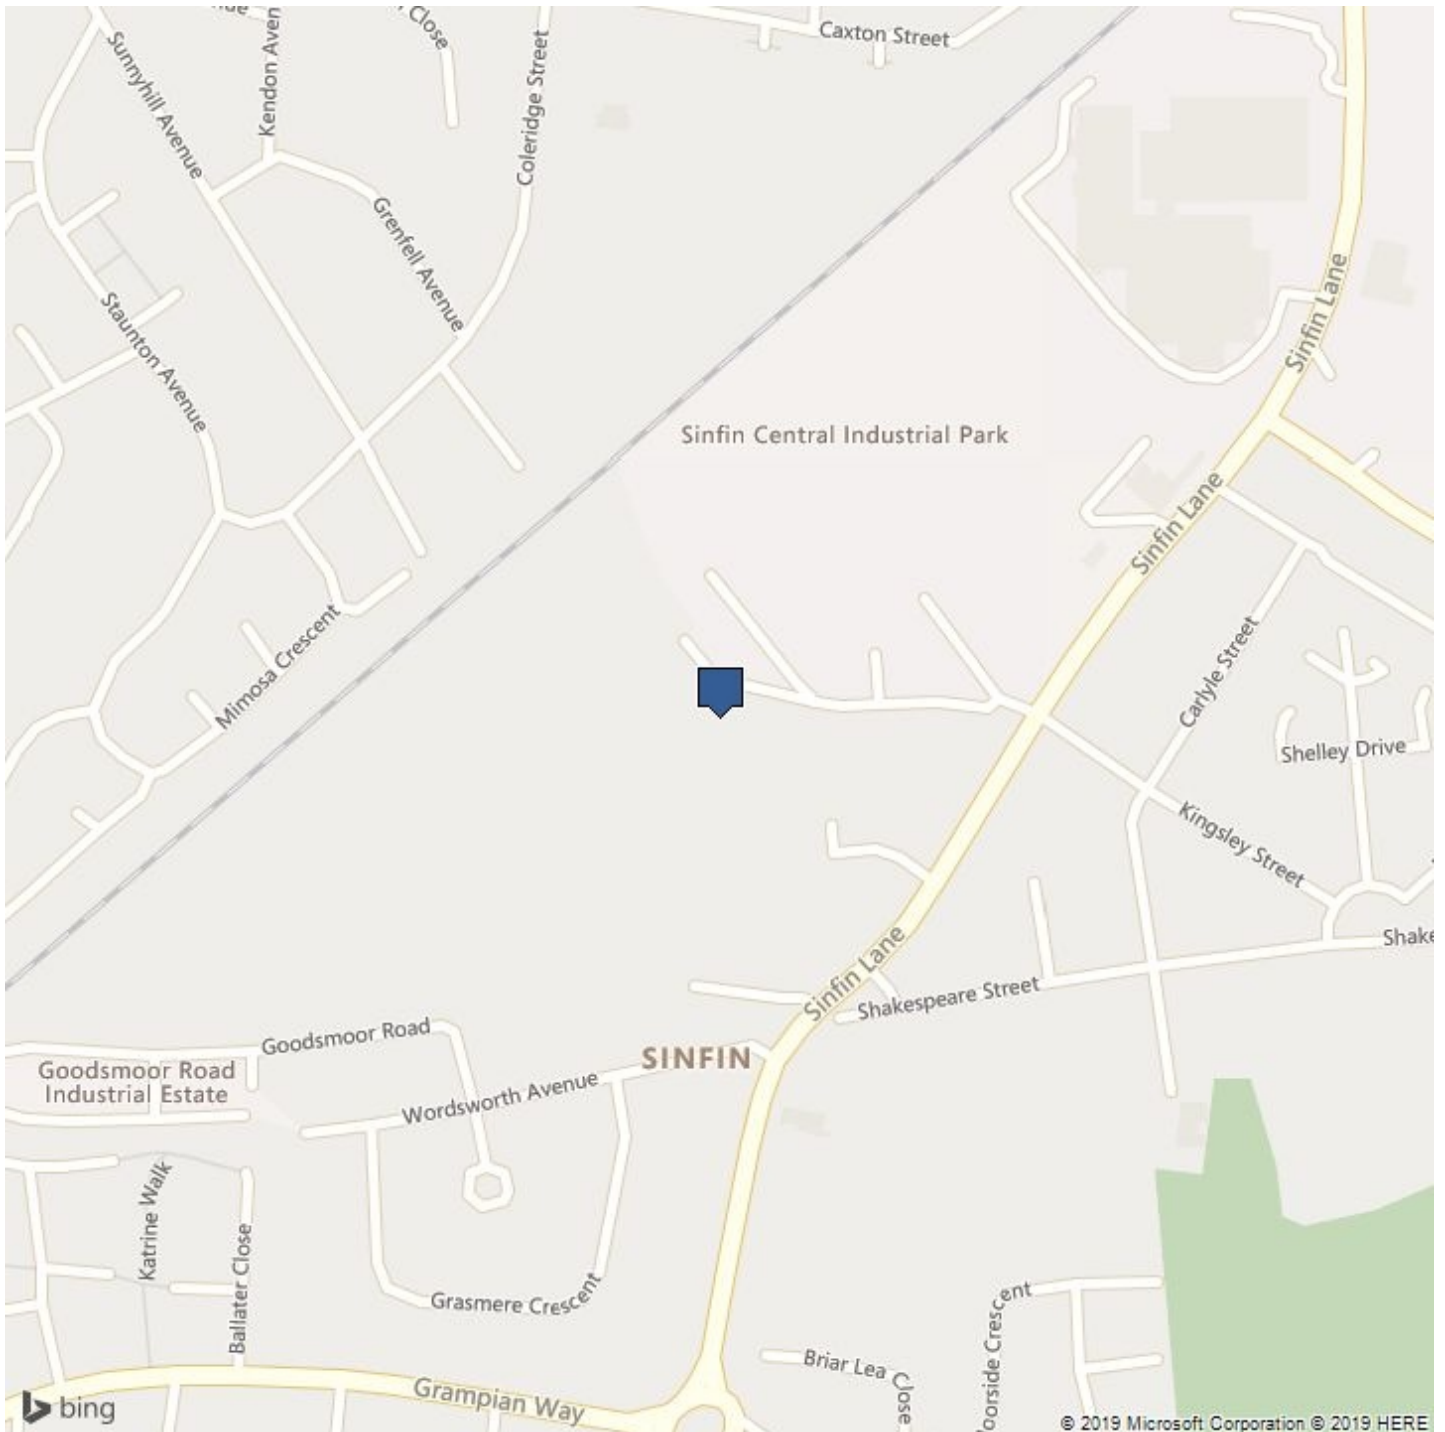 Close
Caxton Street
Sunnyhill Avenue
Kendon Aven
Coleridge Street
Grenfell Avenue
Staunton Avenue
Sinfin Lane
Sinfin Central Industrial Park
Sinfin Lane
Mimosa Crescent
Carlyle Street
Shelley Drive
Kingsley Street
Sinfin Lane
Shake
Shakespeare Street
Goodsmoor Road
SINFIN
Goodsmoor Road
Industrial Estate
Wordsworth Avenue
Katrine Walk
Ballater Close
Grasmere Crescent
oorside Crescent
Briar Lea Close
Grampian Way
bing
© 2019 Microsoft Corporation © 2019 HERE